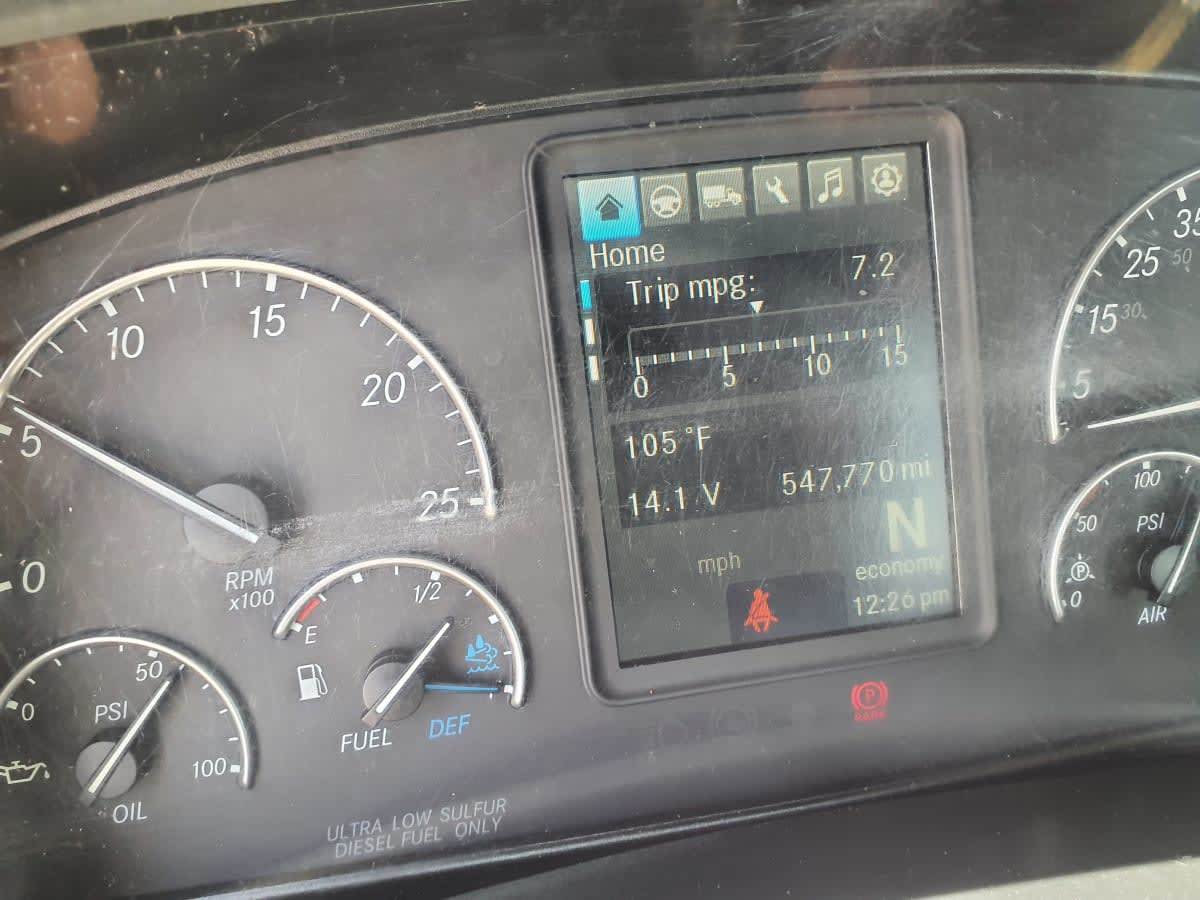 Home
Trip mpg: 7.2
0 5 10 15
105°F
14.1 V 547,770 mi
N
mph economy
12:26 pm
0 5 10 15 20 25
RPM
x100
E 1/2
FUEL DEF
0 50 100
PSI
OIL
ULTRA LOW SULFUR
DIESEL FUEL ONLY
P
PARK
5 15 25 35
30 50
0 50 100
PSI
P
AIR